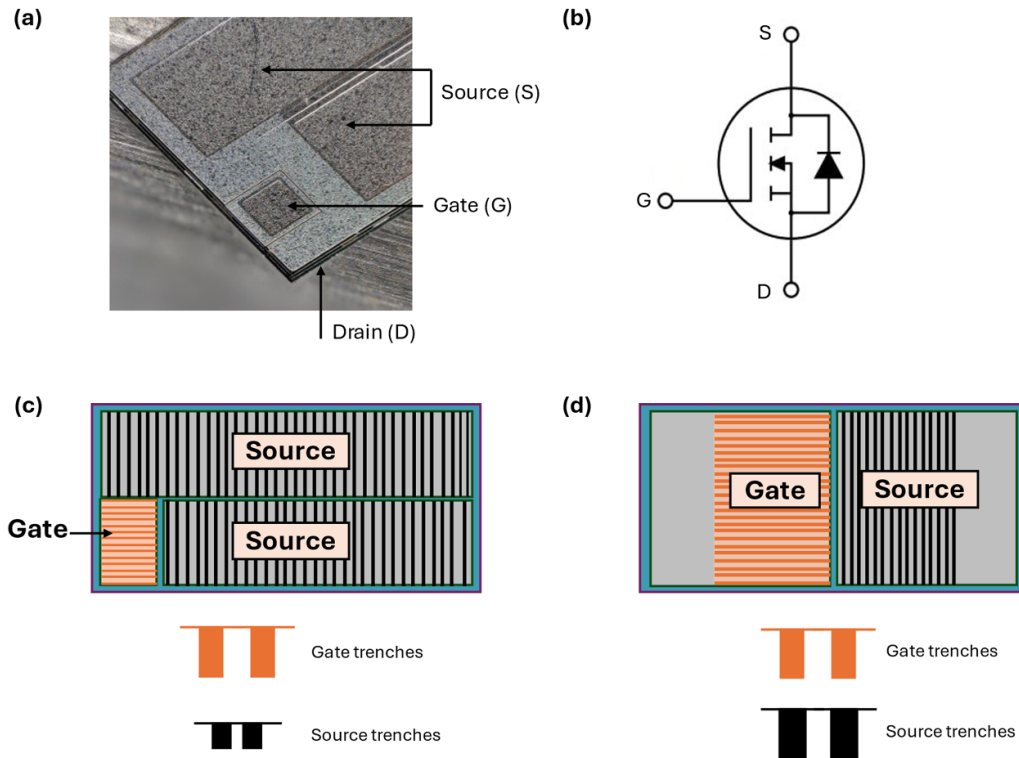 (a)
Source (S)
Gate (G)
Drain (D)
(b)
S
G
D
(c)
Source
Gate
Source
Gate trenches
Source trenches
(d)
Gate
Source
Gate trenches
Source trenches